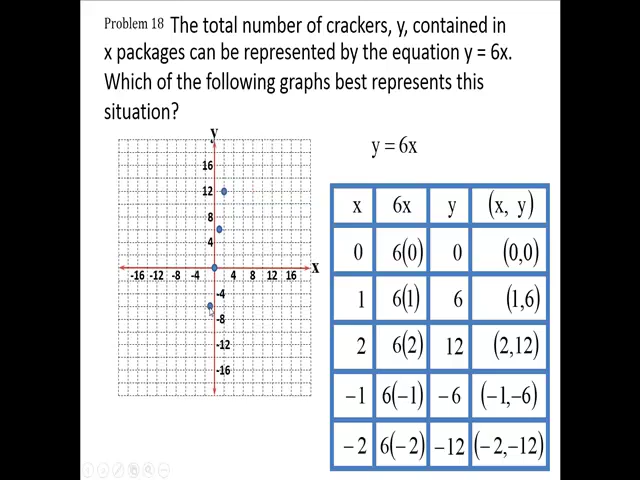 Problem 18 The total number of crackers, y, contained in
x packages can be represented by the equation y = 6x.
Which of the following graphs best represents this
situation?
y
y = 6x
16
12
8
4
x
-16 -12 -8 -4 4 8 12 16
-4
-8
-12
-16
x 6x y (x, y)
0 6(0) 0 (0,0)
1 6(1) 6 (1,6)
2 6(2) 12 (2,12)
−1 6(−1) −6 (−1,−6)
−2 6(−2) −12 (−2,−12)